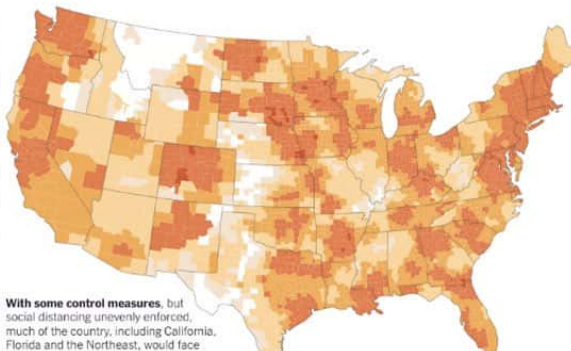 With some control measures, but
social distancing unevenly enforced,
much of the country, including California,
Florida and the Northeast, would face